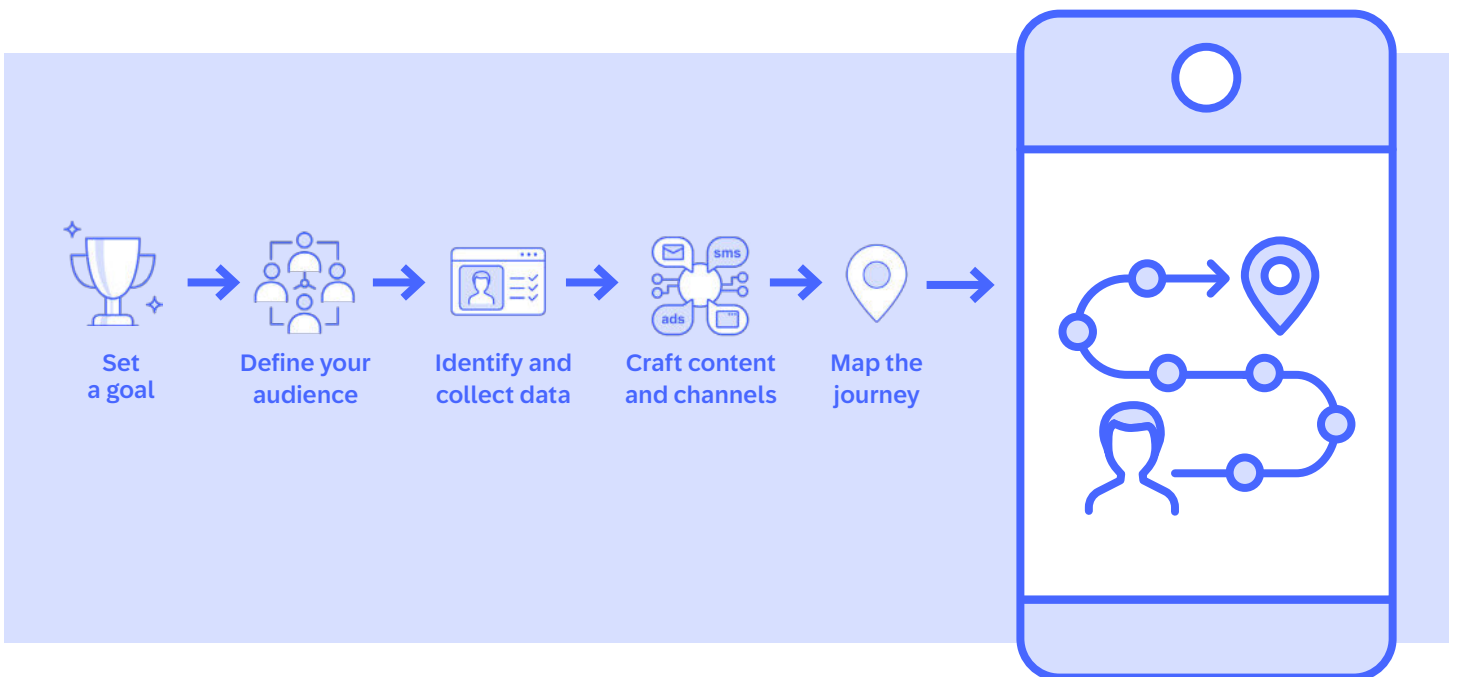 Set
a goal
Define your
audience
Identify and
collect data
sms
ads
Craft content
and channels
Map the
journey